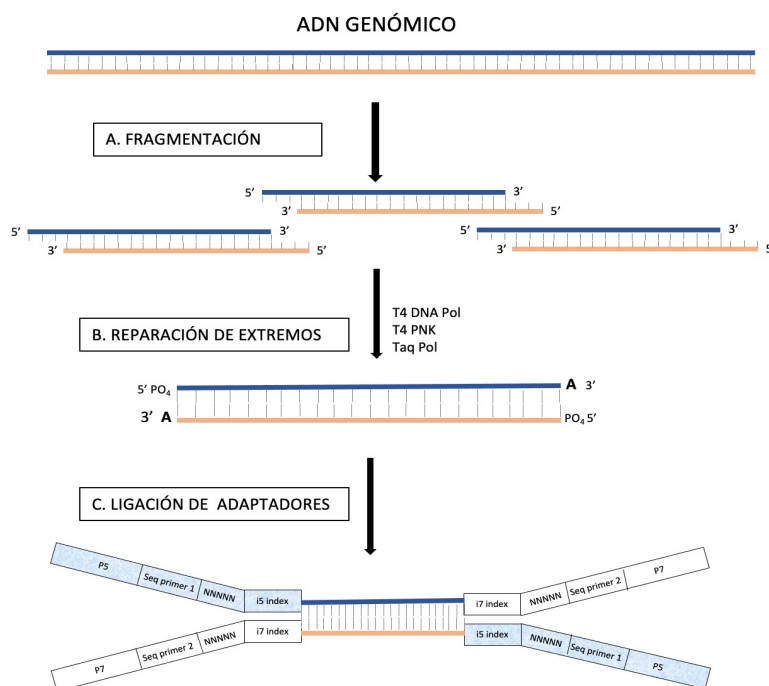 ADN GENÓMICO
A. FRAGMENTACIÓN
5' 3'
3' 5'
5' 3' 5' 3'
3' 5' 3' 5
T4 DNA Pol
B. REPARACIÓN DE EXTREMOS
T4 PNK
Taq Pol
5' PO4 A 3'
3' A PO4 5'
C. LIGACIÓN DE ADAPTADORES
P5 Seq primer 1 NNNNN i5 index i7 index NNNNN Seq primer 2 P7
P7 Seq primer 2 NNNNN i7 index i5 index NNNNN Seq primer 1 P5